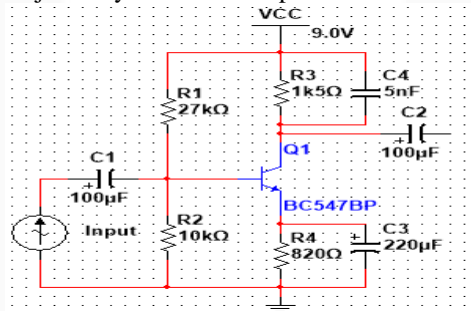 VCC
9.0V
R3
1k5Ω
C4
5nF
R1
27kΩ
C2
100µF
Q1
C1
100µF
BC547BP
Input
R2
10kΩ
R4
820Ω
C3
220µF